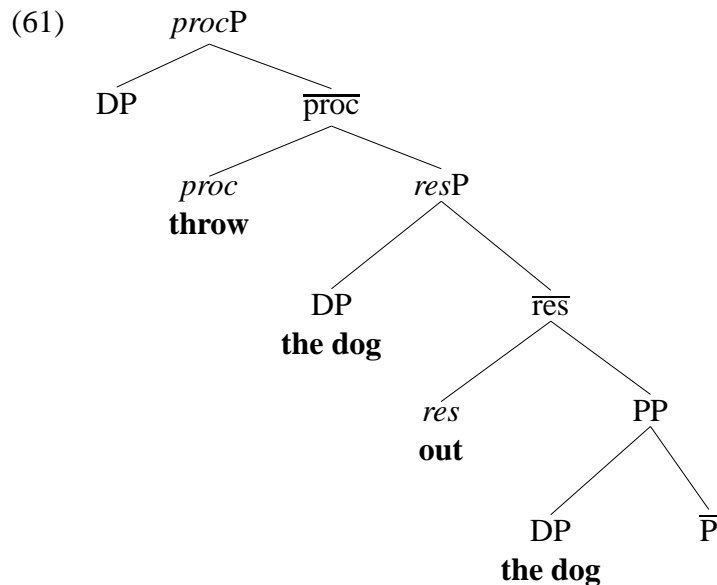 (61) procP
DP proc
proc resP
throw
DP res
the dog
res PP
out
DP P
the dog